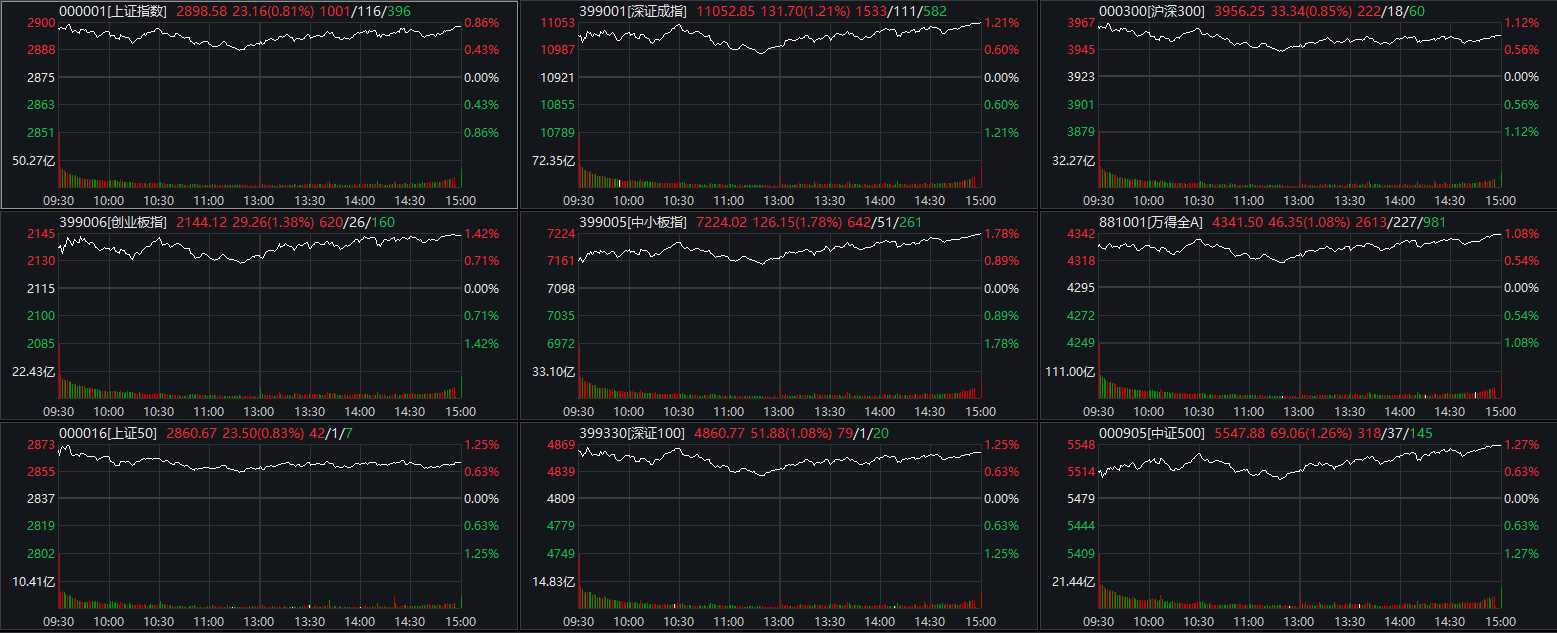 000001[上证指数] 2898.58 23.16(0.81%) 1001/116/396
2900 0.86%
2888 0.43%
2875 0.00%
2863 0.43%
2851 0.86%
50.27亿
09:30 10:00 10:30 11:00 13:00 13:30 14:00 14:30 15:00
399001[深证成指] 11052.85 131.70(1.21%) 1533/111/582
11053 1.21%
10987 0.60%
10921 0.00%
10855 0.60%
10789 1.21%
72.35亿
09:30 10:00 10:30 11:00 13:00 13:30 14:00 14:30 15:00
000300[沪深300] 3956.25 33.34(0.85%) 222/18/60
3967 1.12%
3945 0.56%
3923 0.00%
3901 0.56%
3879 1.12%
32.27亿
09:30 10:00 10:30 11:00 13:00 13:30 14:00 14:30 15:00
399006[创业板指] 2144.12 29.26(1.38%) 620/26/160
2145 1.42%
2130 0.71%
2115 0.00%
2100 0.71%
2085 1.42%
22.43亿
09:30 10:00 10:30 11:00 13:00 13:30 14:00 14:30 15:00
399005[中小板指] 7224.02 126.15(1.78%) 642/51/261
7224 1.78%
7161 0.89%
7098 0.00%
7035 0.89%
6972 1.78%
33.10亿
09:30 10:00 10:30 11:00 13:00 13:30 14:00 14:30 15:00
881001[万得全A] 4341.50 46.35(1.08%) 2613/227/981
4342 1.08%
4318 0.54%
4295 0.00%
4272 0.54%
4249 1.08%
111.00亿
09:30 10:00 10:30 11:00 13:00 13:30 14:00 14:30 15:00
000016[上证50] 2860.67 23.50(0.83%) 42/1/7
2873 1.25%
2855 0.63%
2837 0.00%
2819 0.63%
2802 1.25%
10.41亿
09:30 10:00 10:30 11:00 13:00 13:30 14:00 14:30 15:00
399330[深证100] 4860.77 51.88(1.08%) 79/1/20
4869 1.25%
4839 0.63%
4809 0.00%
4779 0.63%
4749 1.25%
14.83亿
09:30 10:00 10:30 11:00 13:00 13:30 14:00 14:30 15:00
000905[中证500] 5547.88 69.06(1.26%) 318/37/145
5548 1.27%
5514 0.63%
5479 0.00%
5444 0.63%
5409 1.27%
21.44亿
09:30 10:00 10:30 11:00 13:00 13:30 14:00 14:30 15:00